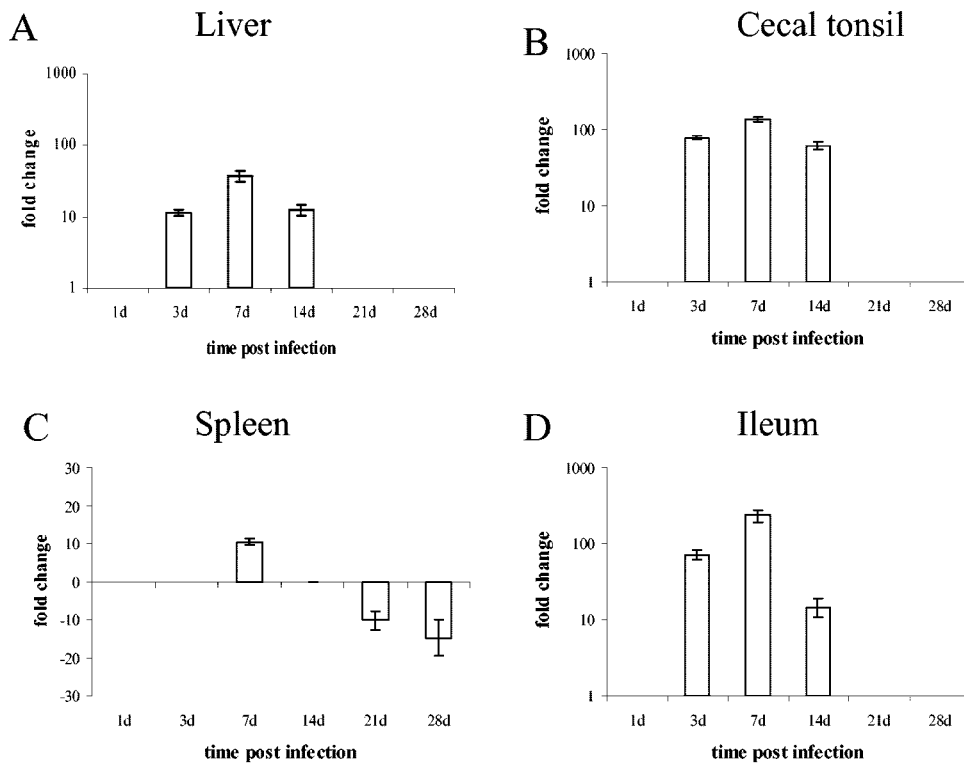 A Liver
1000
100
10
1
fold change
1d 3d 7d 14d 21d 28d
time post infection
B Cecal tonsil
1000
100
10
1
fold change
1d 3d 7d 14d 21d 28d
time post infection
C Spleen
30
20
10
0
-10
-20
-30
fold change
1d 3d 7d 14d 21d 28d
time post infection
D Ileum
1000
100
10
1
fold change
1d 3d 7d 14d 21d 28d
time post infection